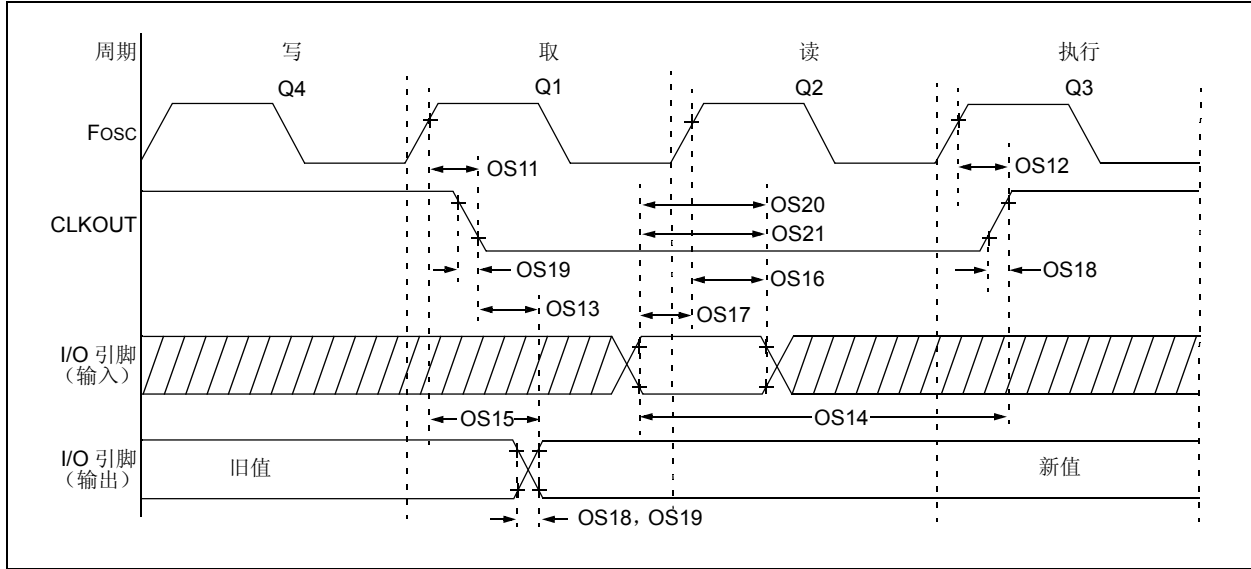 周期 写 取 读 执行
Q4 Q1 Q2 Q3
Fosc
OS11 OS12
CLKOUT
OS20
OS21
OS19 OS16 OS18
OS13 OS17
I/O 引脚
（输入）
OS15 OS14
I/O 引脚
（输出）
旧值 新值
OS18，OS19